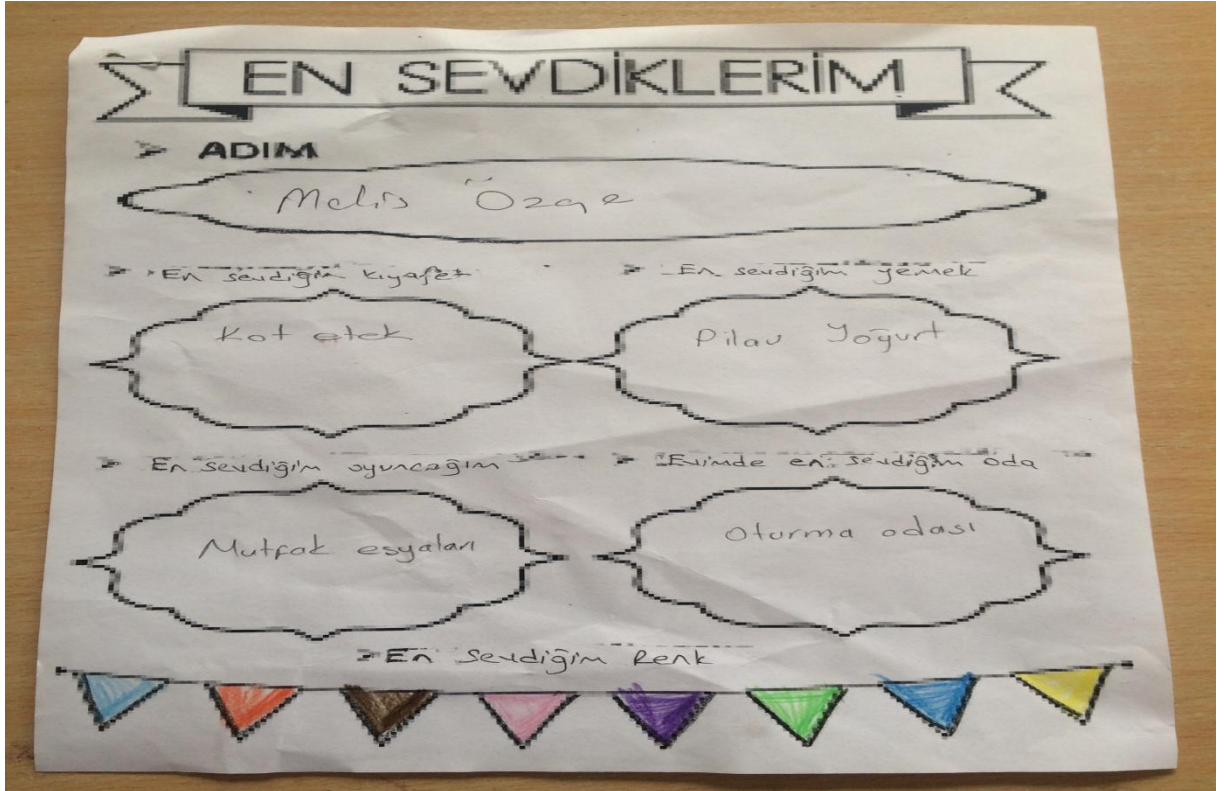 EN SEVDİKLERİM
ADIM
Melis Özge
En sevdiğim kıyafet
En sevdiğim yemek
Kot etek
Pilav Yoğurt
En sevdiğim oyuncağım
Evimde en sevdiğim oda
Mutfak eşyaları
Oturma odası
En Sevdiğim Renk